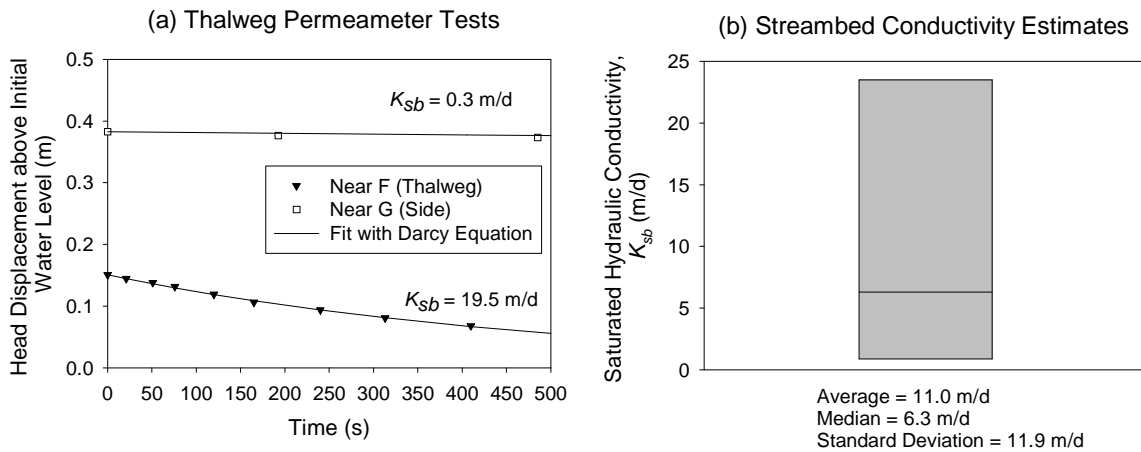 (a) Thalweg Permeameter Tests
Head Displacement above Initial
Water Level (m)
0.5
0.4
0.3
0.2
0.1
0.0
Ksb = 0.3 m/d
Near F (Thalweg)
Near G (Side)
Fit with Darcy Equation
Ksb = 19.5 m/d
0 50 100 150 200 250 300 350 400 450 500
Time (s)
(b) Streambed Conductivity Estimates
Saturated Hydraulic Conductivity,
Ksb (m/d)
25
20
15
10
5
0
Average = 11.0 m/d
Median = 6.3 m/d
Standard Deviation = 11.9 m/d